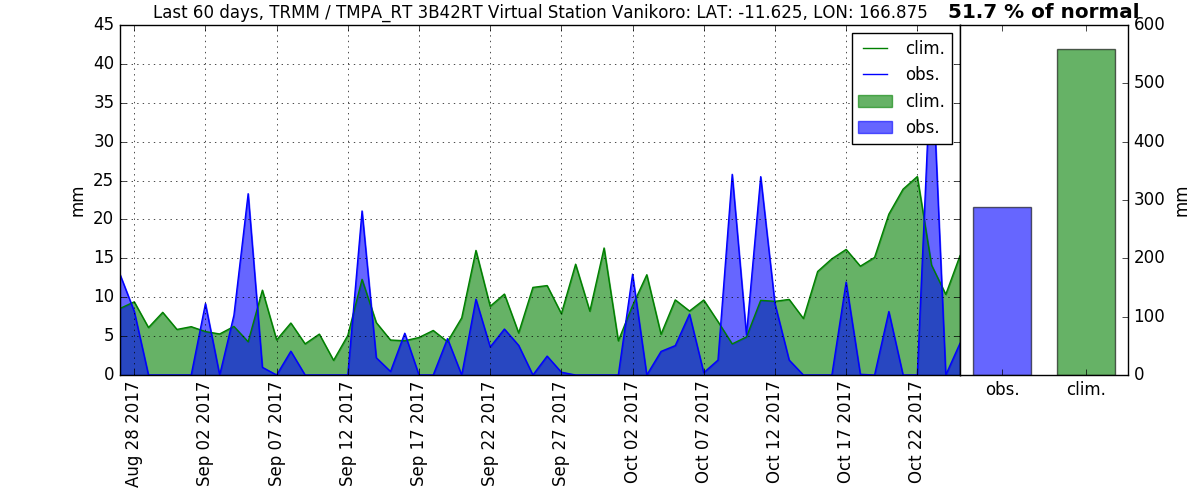 Last 60 days, TRMM / TMPA_RT 3B42RT Virtual Station Vanikoro: LAT: -11.625, LON: 166.875
51.7 % of normal
45
40
35
30
25
20
15
10
5
0
mm
clim.
obs.
clim.
obs.
Aug 28 2017
Sep 02 2017
Sep 07 2017
Sep 12 2017
Sep 17 2017
Sep 22 2017
Sep 27 2017
Oct 02 2017
Oct 07 2017
Oct 12 2017
Oct 17 2017
Oct 22 2017
600
500
400
300
200
100
0
mm
obs.
clim.